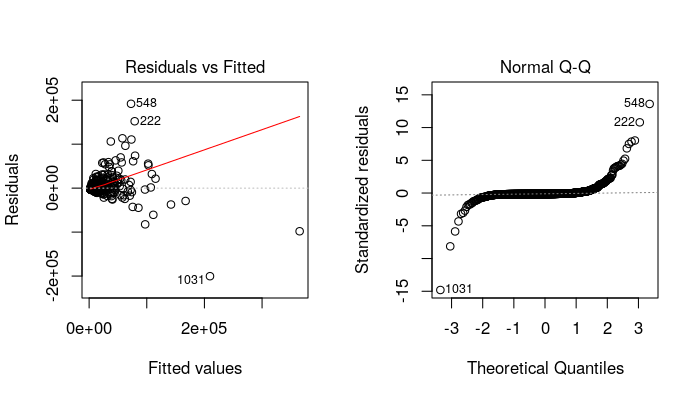 Residuals vs Fitted
Residuals
2e+05
0e+00
-2e+05
548
222
1031
0e+00
2e+05
Fitted values
Normal Q-Q
Standardized residuals
15
10
5
0
-5
-15
548
222
1031
-3
-2
-1
0
1
2
3
Theoretical Quantiles